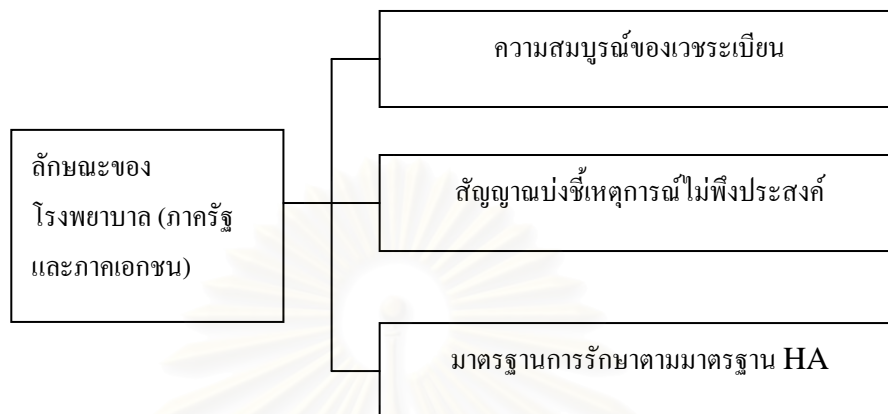 ความสมบูรณ์ของเวชระเบียน
ลักษณะของ
โรงพยาบาล (ภาครัฐ
และภาคเอกชน)
สัญญาณบ่งชี้เหตุการณ์ไม่พึงประสงค์
มาตรฐานการรักษาตามมาตรฐาน HA